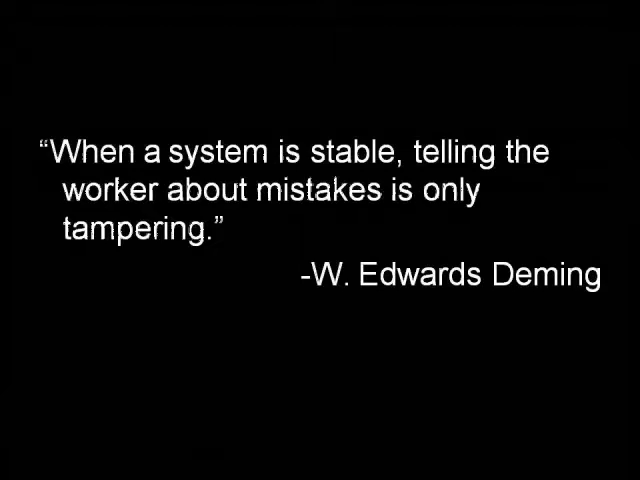 “When a system is stable, telling the
worker about mistakes is only
tampering.”
-W. Edwards Deming